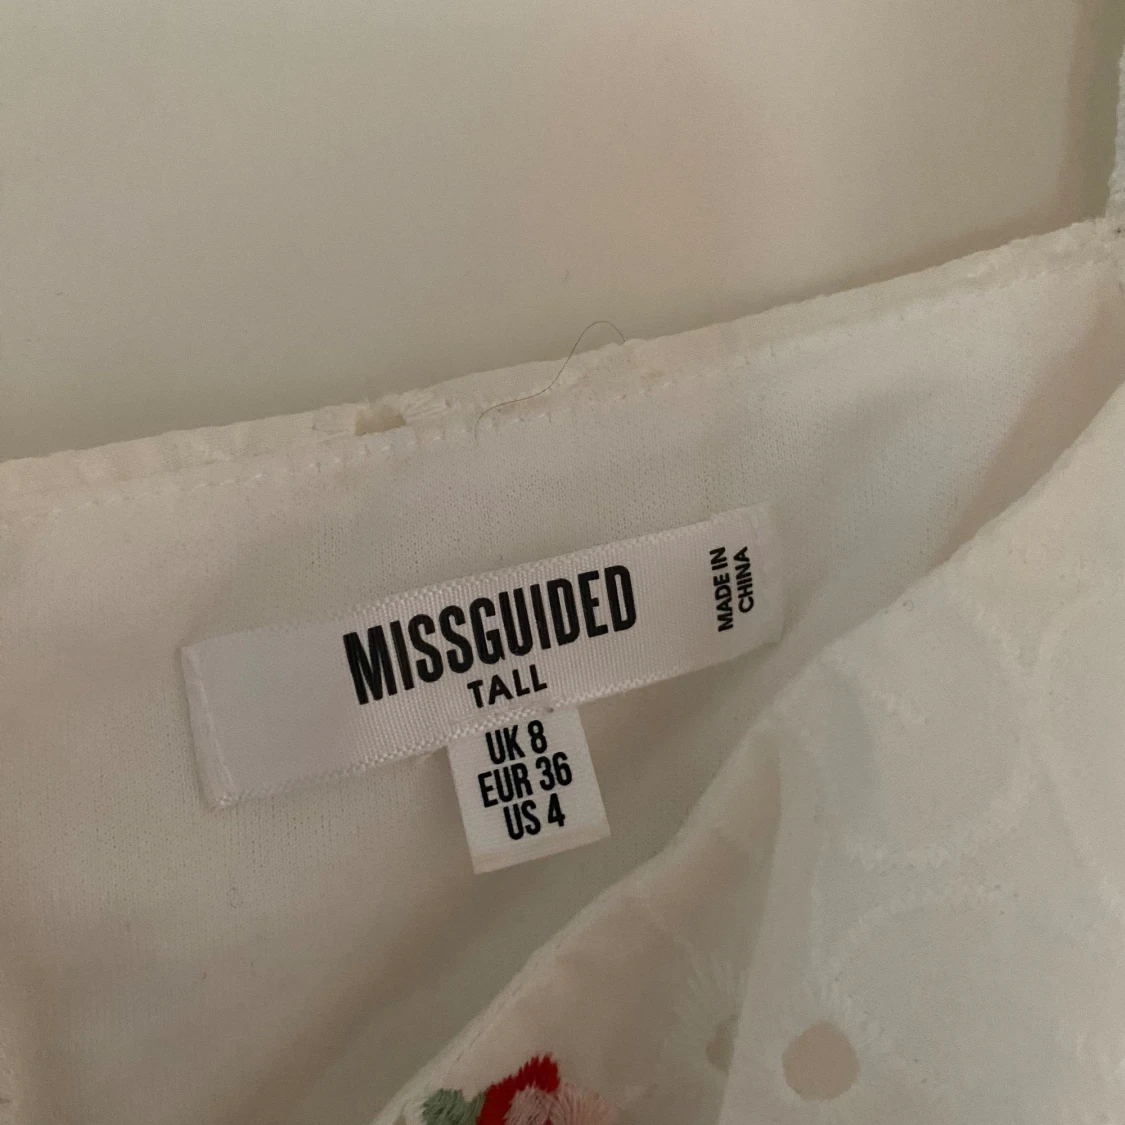 MISSGUIDED
TALL
MADE IN
CHINA
UK 8
EUR 36
US 4